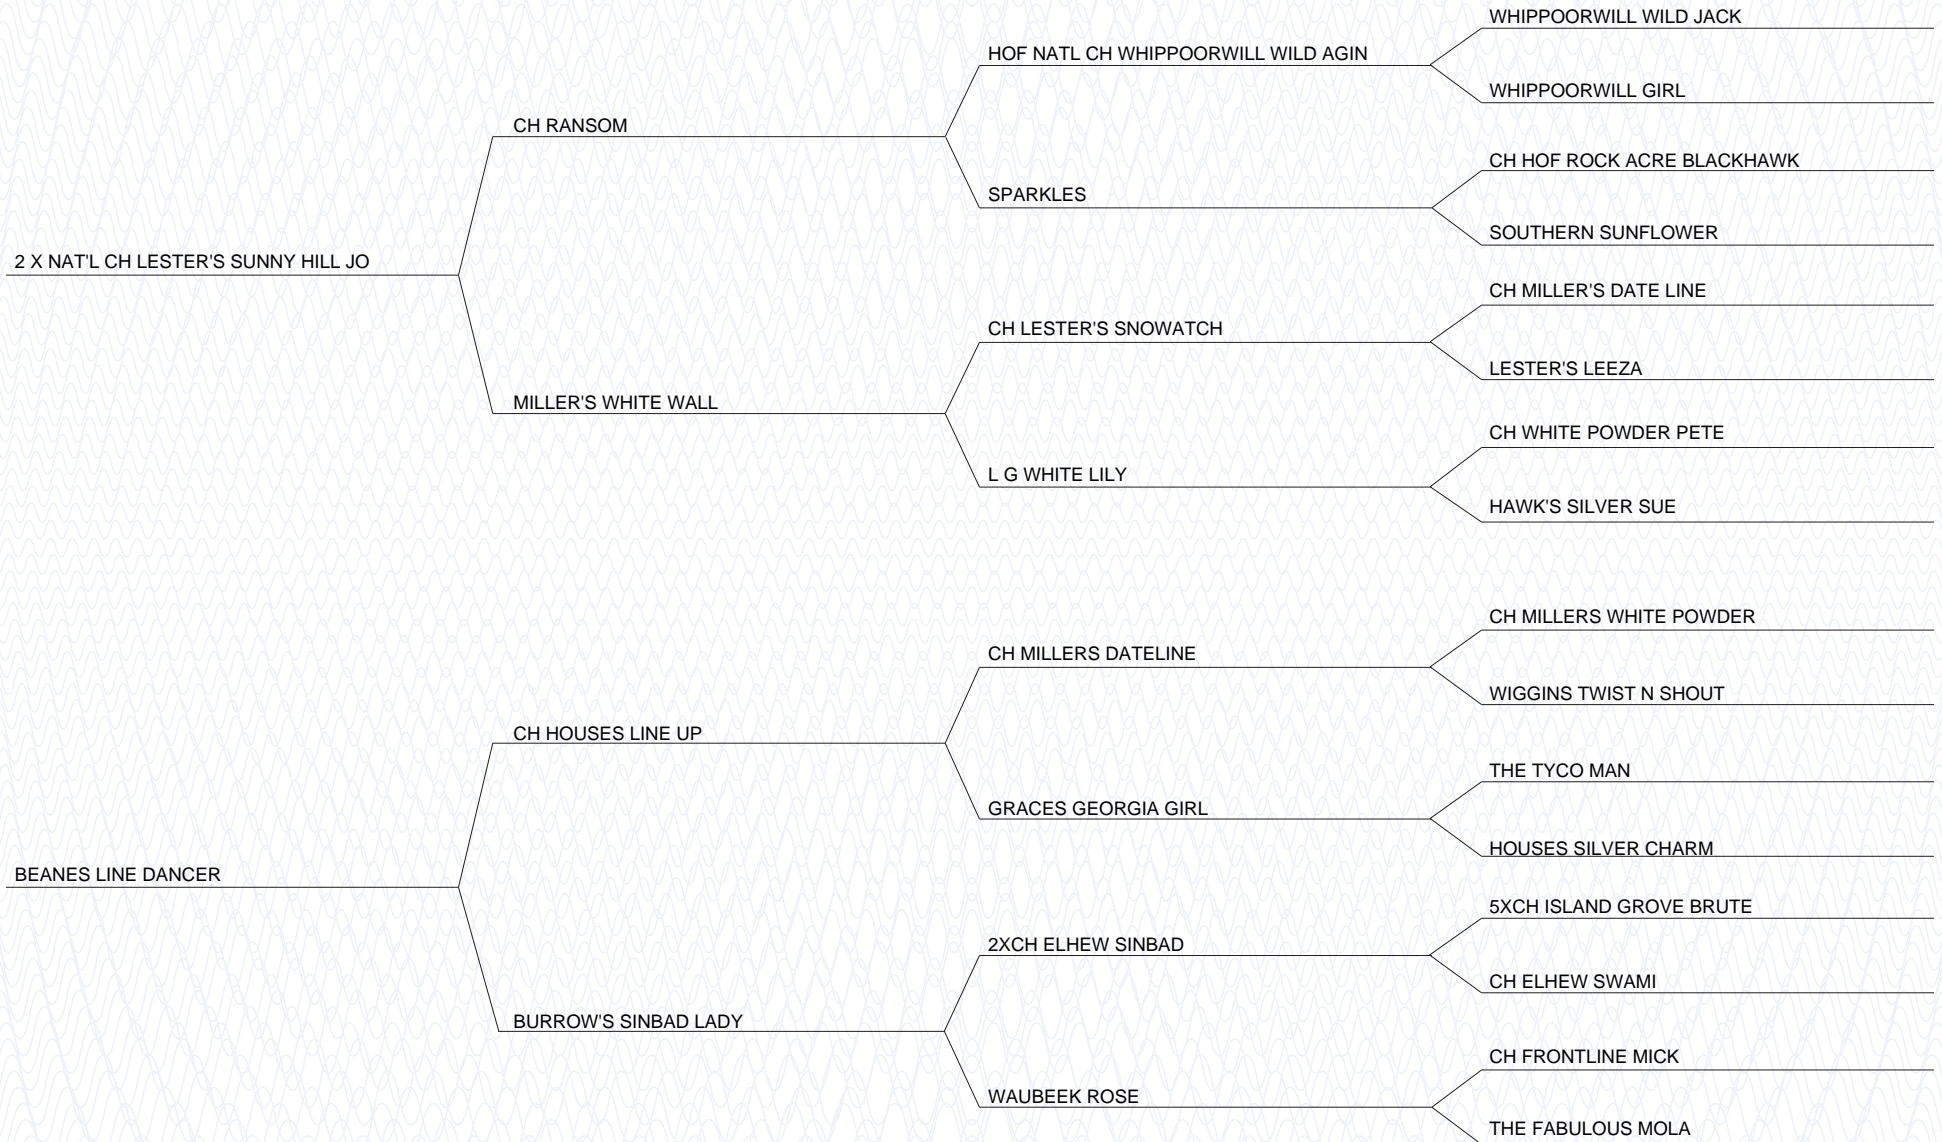 WHIPPOORWILL WILD JACK
HOF NATL CH WHIPPOORWILL WILD AGIN
WHIPPOORWILL GIRL
CH RANSOM
CH HOF ROCK ACRE BLACKHAWK
SPARKLES
SOUTHERN SUNFLOWER
2 X NAT'L CH LESTER'S SUNNY HILL JO
CH MILLER'S DATE LINE
CH LESTER'S SNOWATCH
LESTER'S LEEZA
MILLER'S WHITE WALL
CH WHITE POWDER PETE
L G WHITE LILY
HAWK'S SILVER SUE
CH MILLERS WHITE POWDER
CH MILLERS DATELINE
WIGGINS TWIST N SHOUT
CH HOUSES LINE UP
THE TYCO MAN
GRACES GEORGIA GIRL
HOUSES SILVER CHARM
BEANES LINE DANCER
5XCH ISLAND GROVE BRUTE
2XCH ELHEW SINBAD
CH ELHEW SWAMI
BURROW'S SINBAD LADY
CH FRONTLINE MICK
WAUBEEK ROSE
THE FABULOUS MOLA